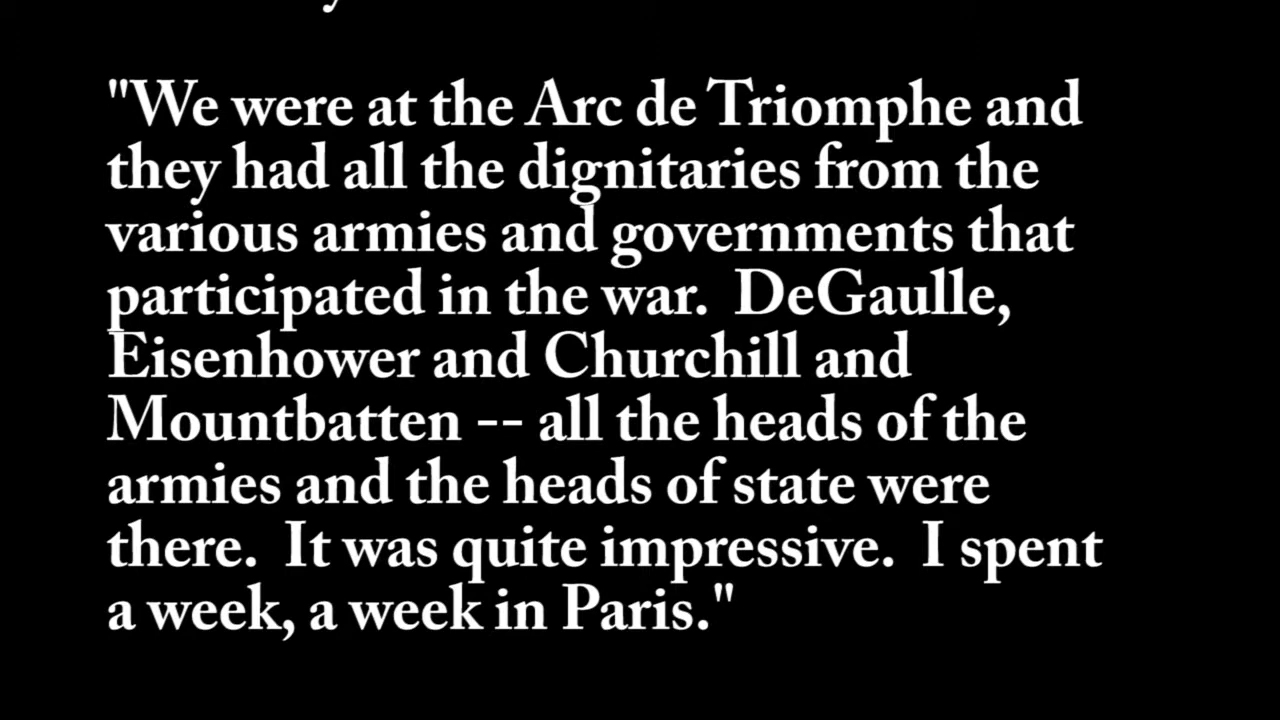 "We were at the Arc de Triomphe and
they had all the dignitaries from the
various armies and governments that
participated in the war.  DeGaulle,
Eisenhower and Churchill and
Mountbatten -- all the heads of the
armies and the heads of state were
there.  It was quite impressive.  I spent
a week, a week in Paris."